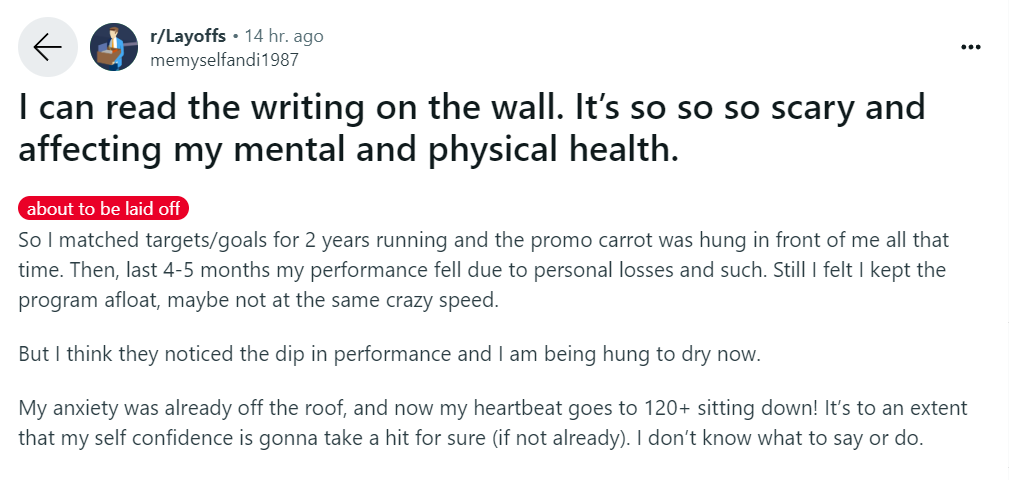 r/Layoffs • 14 hr. ago
memyselfandi1987
I can read the writing on the wall. It’s so so so scary and
affecting my mental and physical health.
about to be laid off
So I matched targets/goals for 2 years running and the promo carrot was hung in front of me all that
time. Then, last 4-5 months my performance fell due to personal losses and such. Still I felt I kept the
program afloat, maybe not at the same crazy speed.
But I think they noticed the dip in performance and I am being hung to dry now.
My anxiety was already off the roof, and now my heartbeat goes to 120+ sitting down! It’s to an extent
that my self confidence is gonna take a hit for sure (if not already). I don’t know what to say or do.